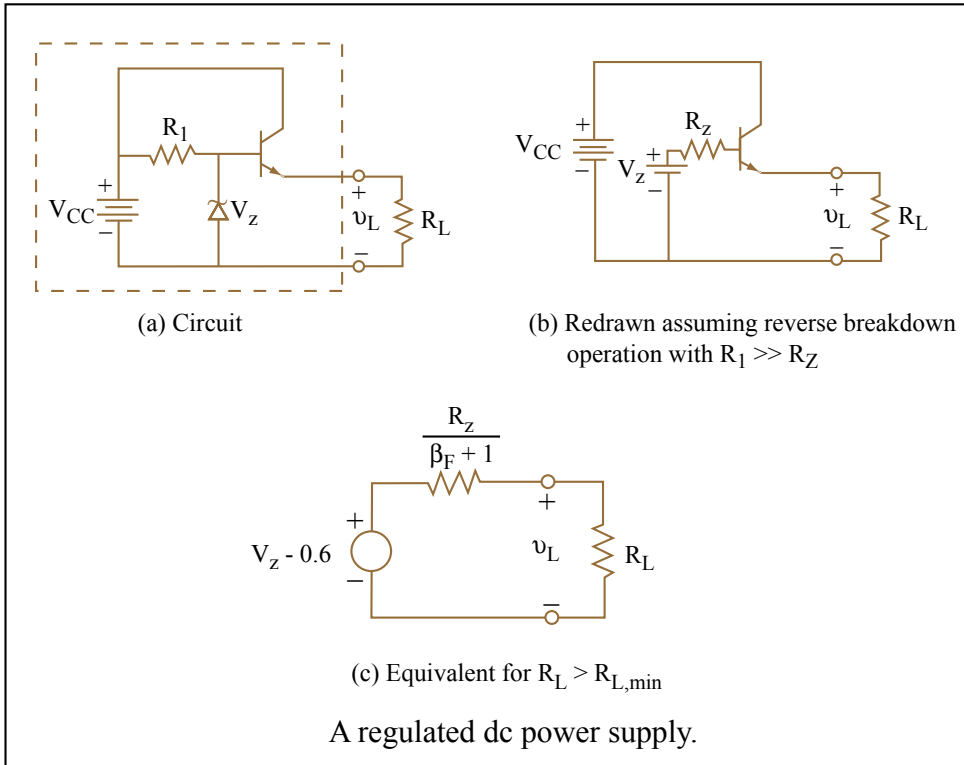 R1
+
VCC
−
Vz
+
υL
−
RL
(a) Circuit
+
VCC
−
Rz
+
Vz
−
+
υL
−
RL
(b) Redrawn assuming reverse breakdown
operation with R1 >> RZ
Rz
βF + 1
+
Vz - 0.6
−
+
υL
−
RL
(c) Equivalent for RL > RL,min
A regulated dc power supply.